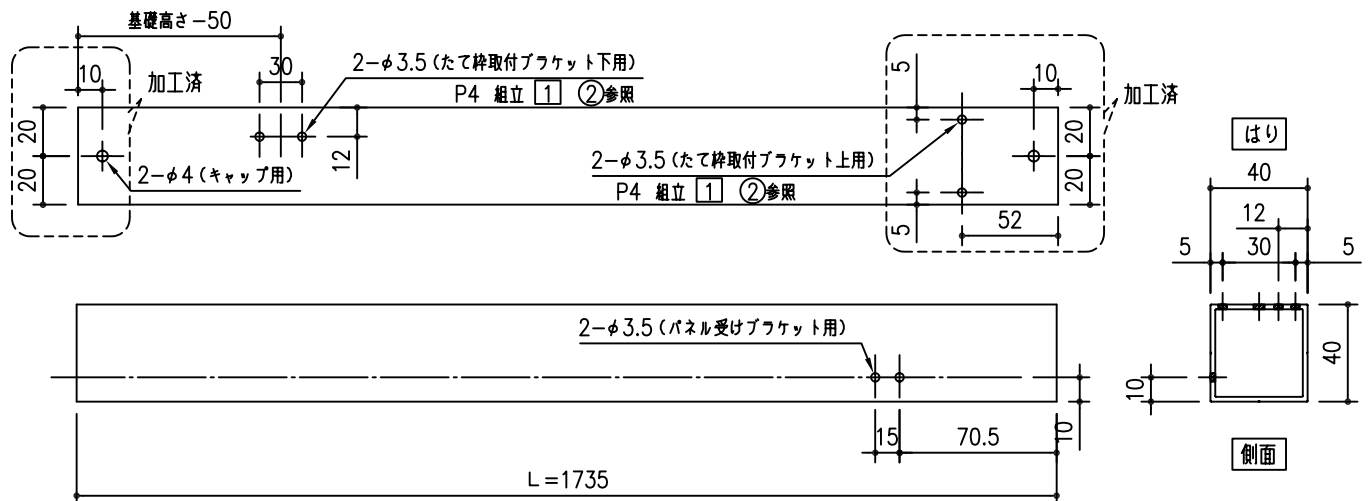 基礎高さ-50
10
加工済
30
2-φ3.5(たて枠取付ブラケット下用)
P4 組立 1 ②参照
20
20
12
2-φ4(キャップ用)
5
10
加工済
2-φ3.5(たて枠取付ブラケット上用)
P4 組立 1 ②参照
20
20
5
52
はり
40
12
5
30
5
2-φ3.5(パネル受けブラケット用)
10
40
15
70.5
10
側面
L=1735